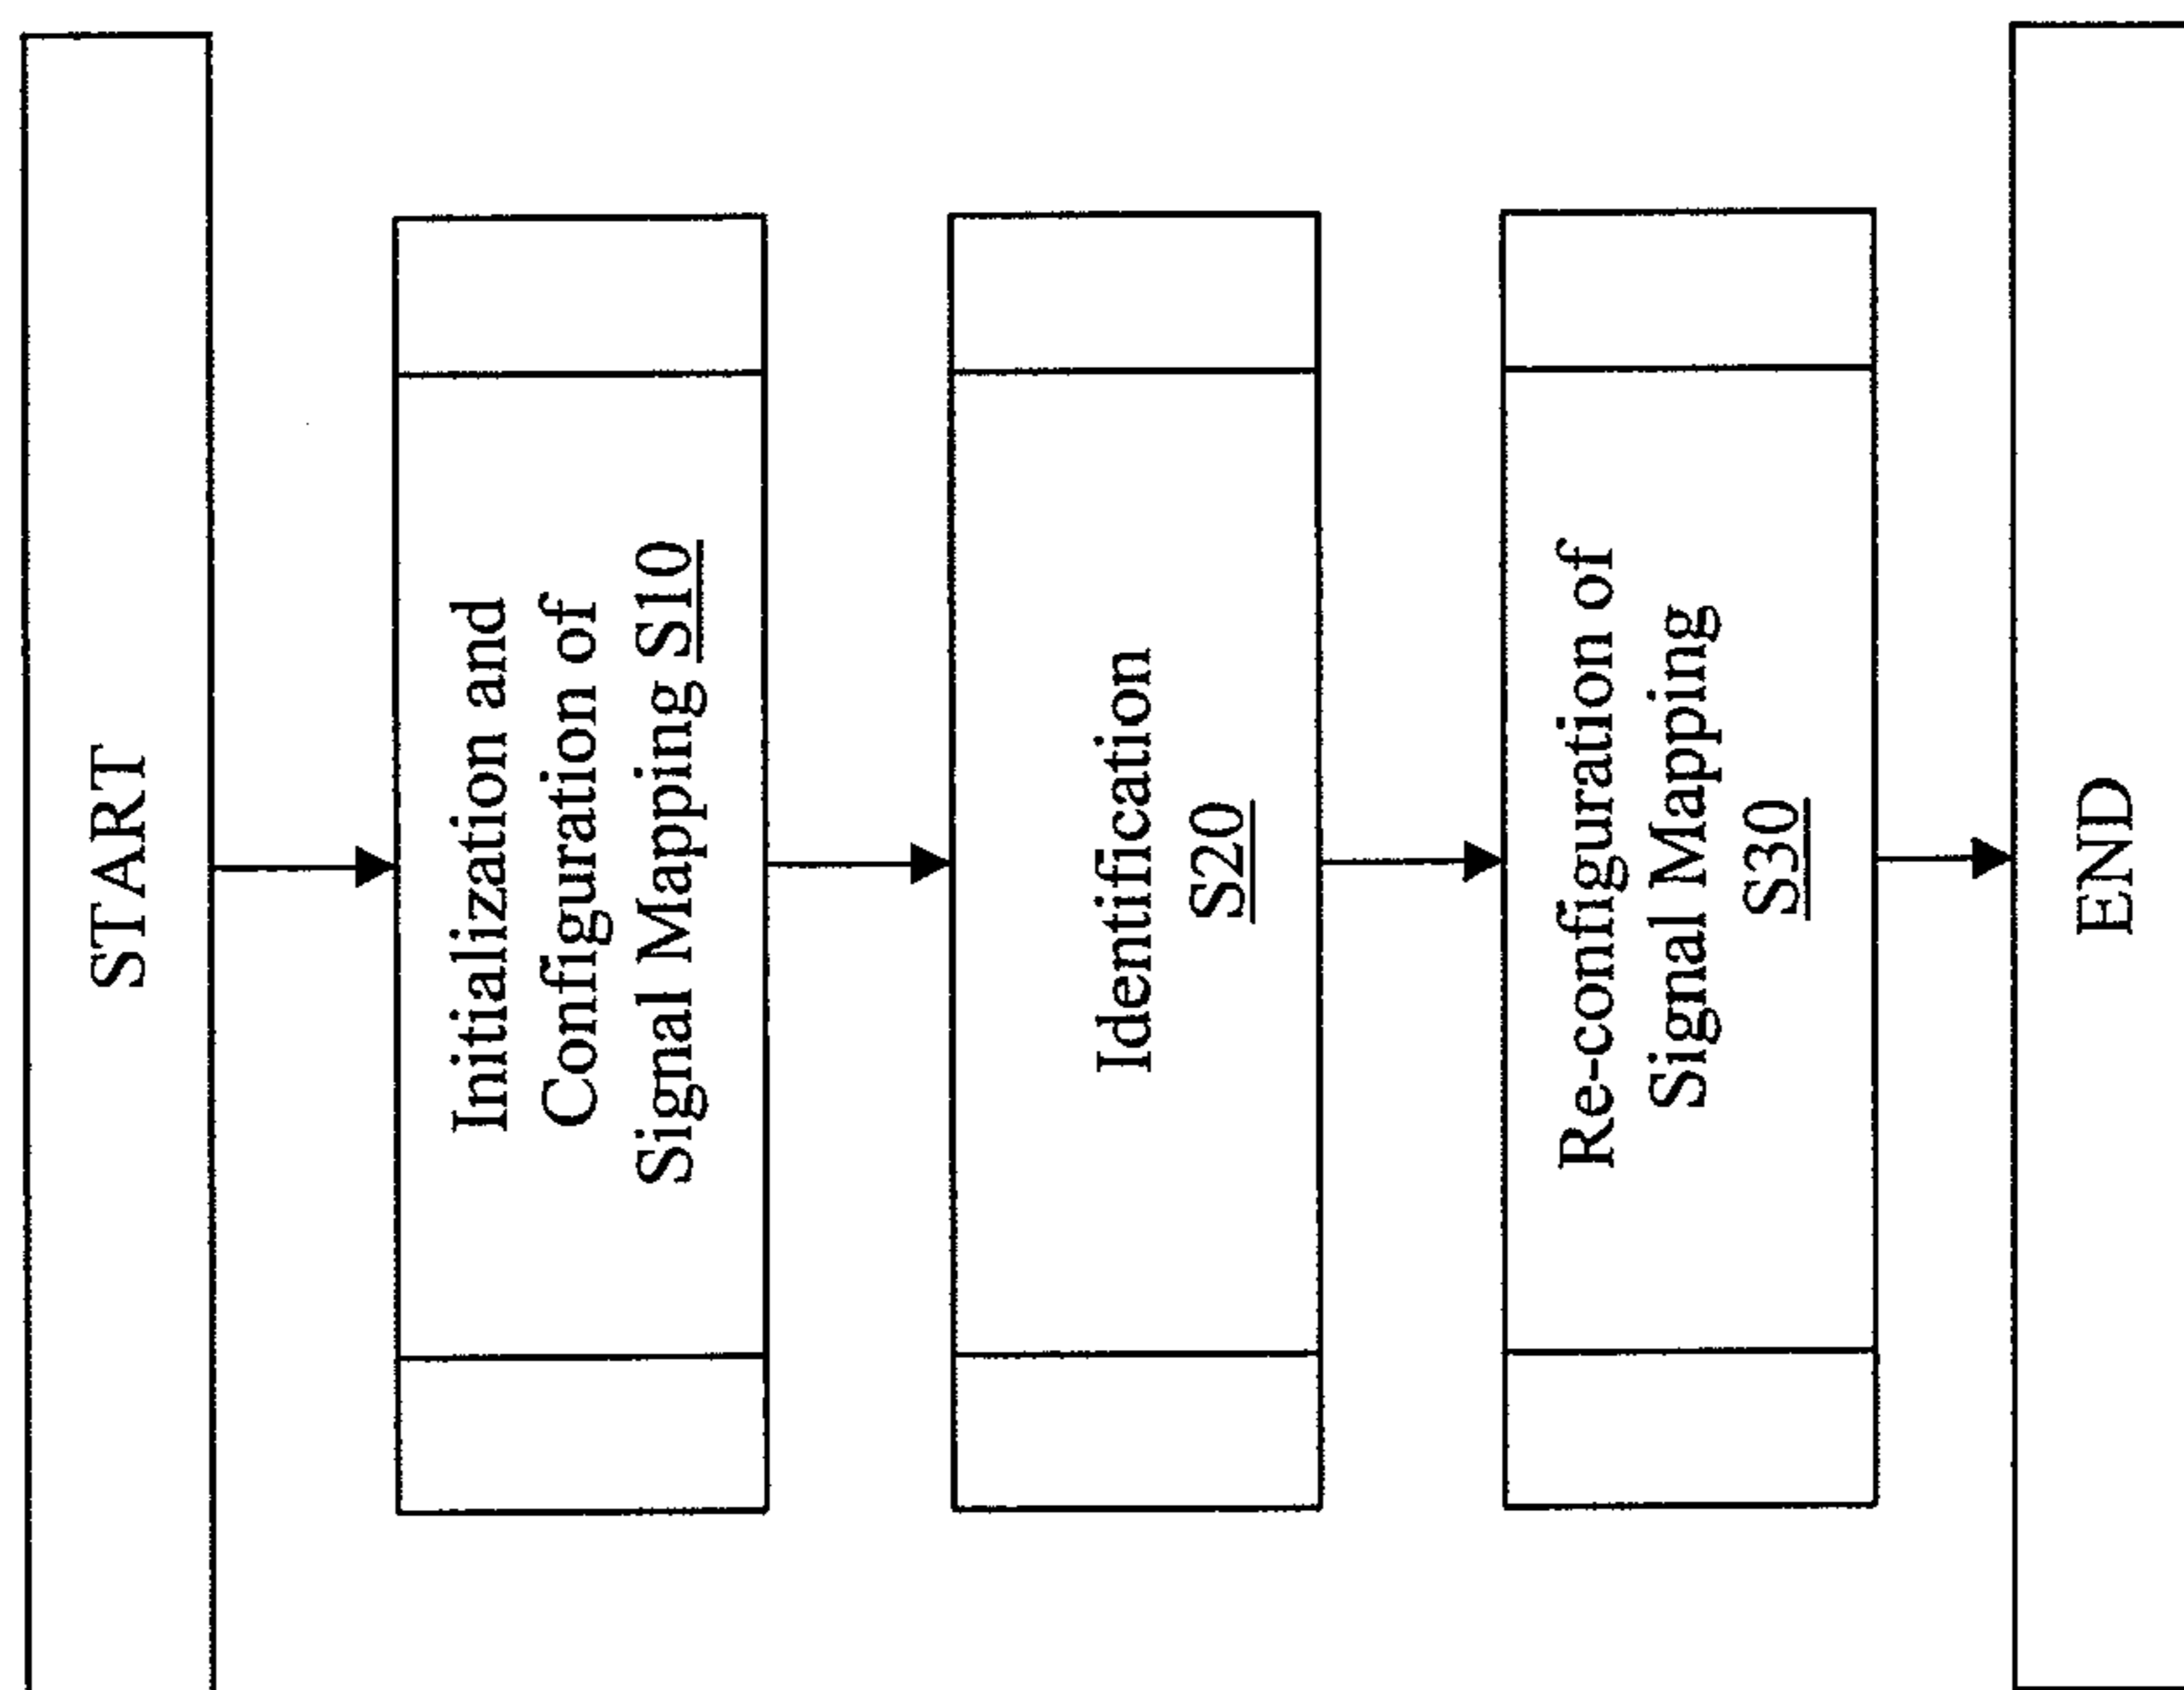 START
Initialization and
Configuration of
Signal Mapping S10
Identification
S20
Re-configuration of
Signal Mapping
S30
END